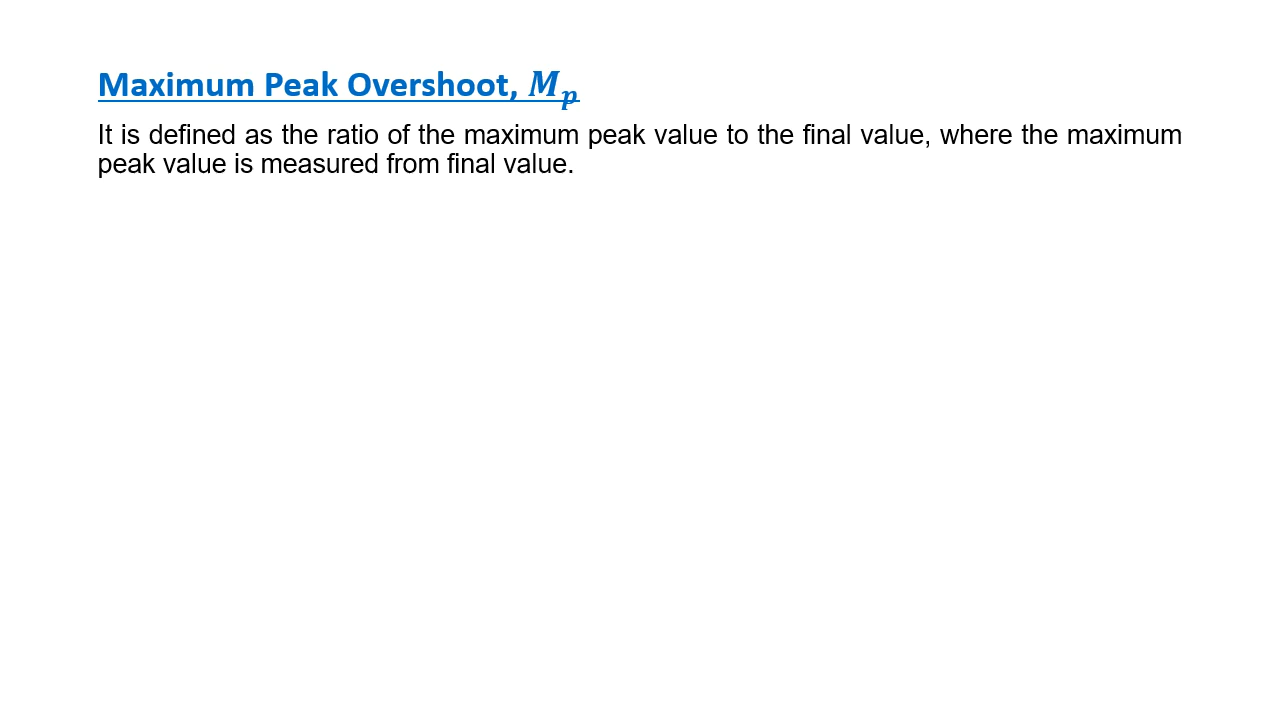 Maximum Peak Overshoot, 𝑴𝒑
It is defined as the ratio of the maximum peak value to the final value, where the maximum
peak value is measured from final value.